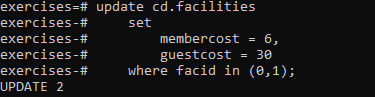 exercises=# update cd.facilities
exercises-#     set
exercises-#         membercost = 6,
exercises-#         guestcost = 30
exercises-#     where facid in (0,1);
UPDATE 2